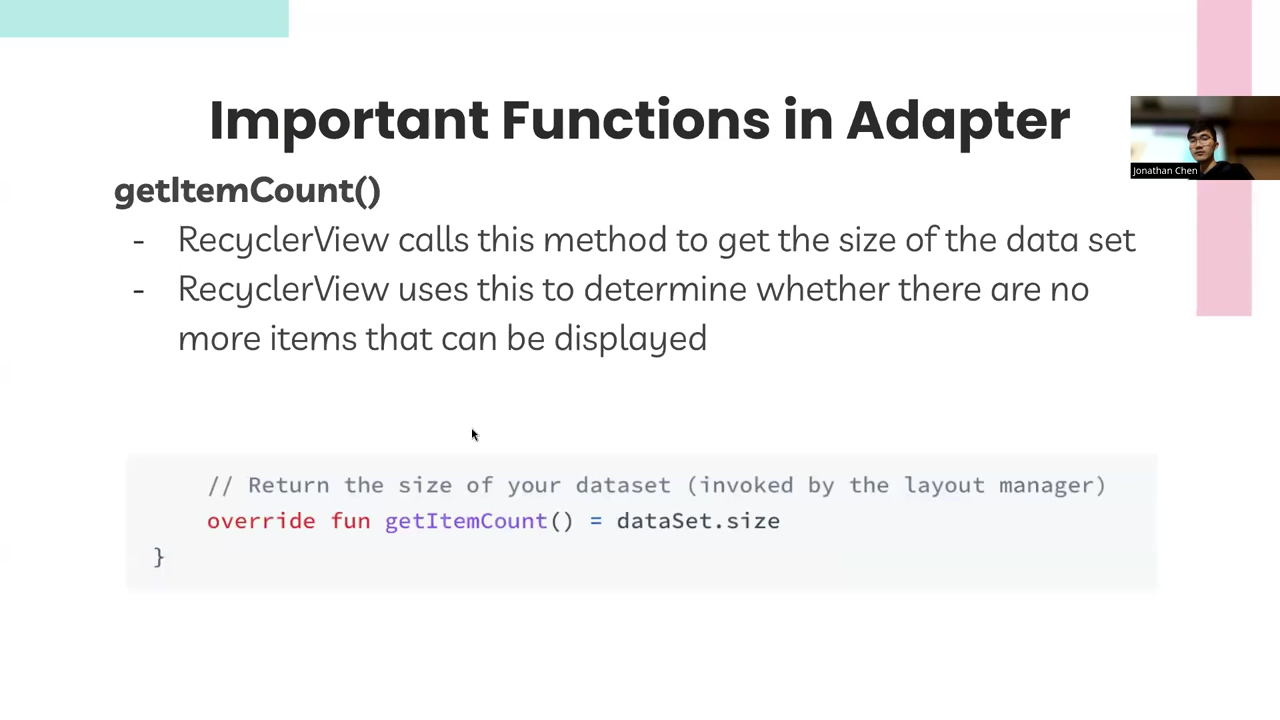 Important Functions in Adapter
Jonathan Chen
getItemCount()
- RecyclerView calls this method to get the size of the data set
- RecyclerView uses this to determine whether there are no
more items that can be displayed
// Return the size of your dataset (invoked by the layout manager)
override fun getItemCount() = dataSet.size
}